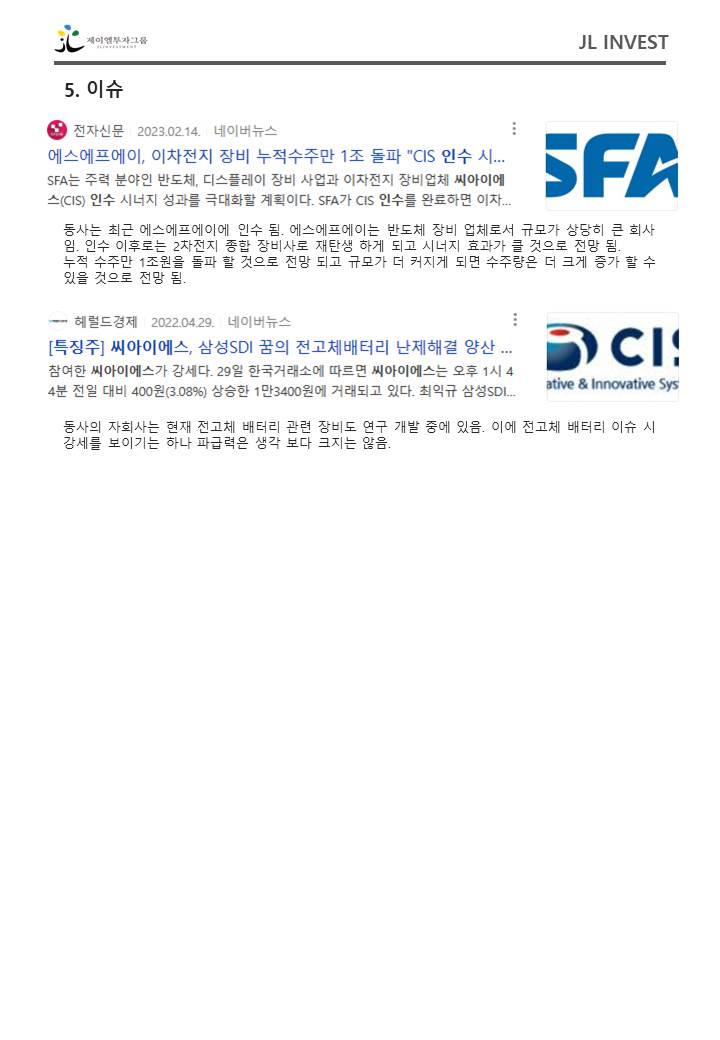 제이엘투자그룹
JL INVESTMENT
JL INVEST
5. 이슈
전자신문 2023.02.14. 네이버뉴스
에스에프에이, 이차전지 장비 누적수주만 1조 돌파 "CIS 인수 시...
SFA는 주력 분야인 반도체, 디스플레이 장비 사업과 이차전지 장비업체 씨아이에
스(CIS) 인수 시너지 성과를 극대화할 계획이다. SFA가 CIS 인수를 완료하면 이차...
SFA
동사는 최근 에스에프에이에 인수 됨. 에스에프에이는 반도체 장비 업체로서 규모가 상당히 큰 회사
임. 인수 이후로는 2차전지 종합 장비사로 재탄생 하게 되고 시너지 효과가 클 것으로 전망 됨.
누적 수주만 1조원을 돌파 할 것으로 전망 되고 규모가 더 커지게 되면 수주량은 더 크게 증가 할 수
있을 것으로 전망 됨.
헤럴드경제 2022.04.29. 네이버뉴스
[특징주] 씨아이에스, 삼성SDI 꿈의 전고체배터리 난제해결 양산 ...
참여한 씨아이에스가 강세다. 29일 한국거래소에 따르면 씨아이에스는 오후 1시 4
4분 전일 대비 400원(3.08%) 상승한 1만3400원에 거래되고 있다. 최익규 삼성SDI...
CIS
ative & Innovative Sys
동사의 자회사는 현재 전고체 배터리 관련 장비도 연구 개발 중에 있음. 이에 전고체 배터리 이슈 시
강세를 보이기는 하나 파급력은 생각 보다 크지는 않음.